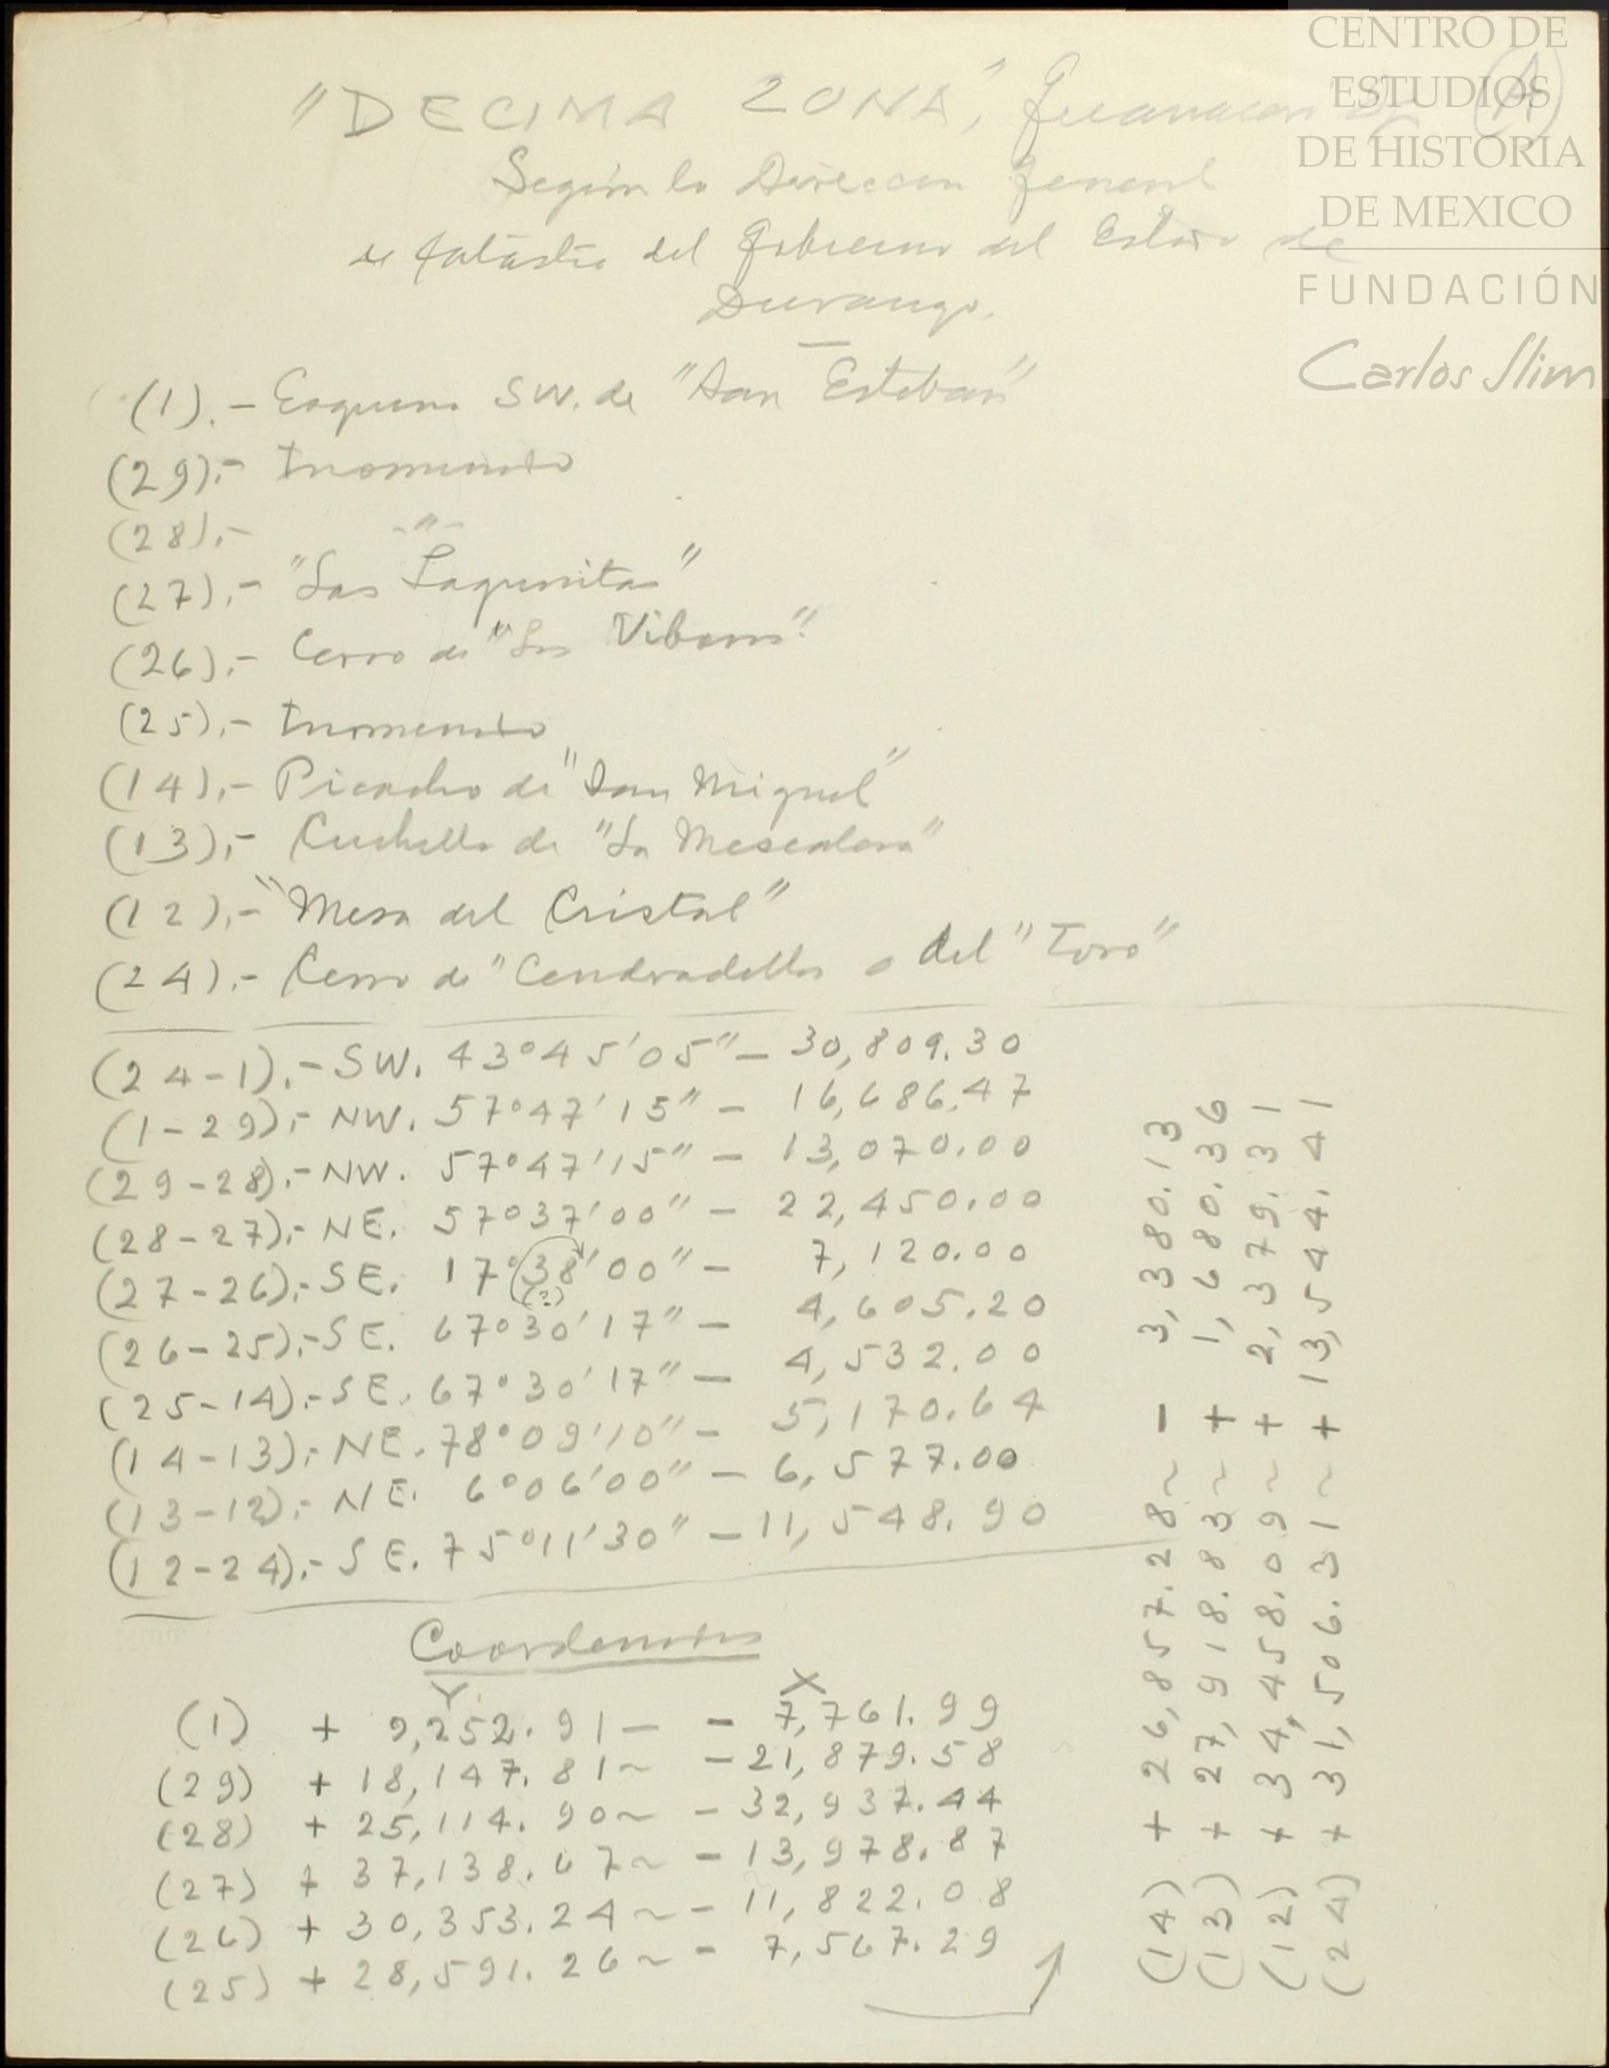 CENTRO DE
ESTUDIOS
DE HISTORIA
DE MEXICO
FUNDACIÓN
Carlos Slim
(A)
"DECIMA ZONA",
Según la Direccion General
de Catastro del Gobierno del Estado de
Durango.
(1).- Esquina SW. de "San Esteban"
(29).- Inominado
(28).- -"-
(27).- "Las Lagunitas"
(26).- Cerro de "Las Viboras".
(25).- Inominado
(14).- Picacho de "San Miguel"
(13).- Cuchilla de "La Mescalera"
(12).- "Mesa del Cristal"
(24).- Cerro de "Cendradillas o del "Toro"
(24-1).- SW. 43°45'05" - 30,809.30
(1-29).- NW. 57°47'15" - 16,686.47
(29-28).- NW. 57°47'15" - 13,070.00
(28-27).- NE. 57°37'00" - 22,450.00
(27-26).- SE. 17°38'00" - 7,120.00
(?)
(26-25).- SE. 67°30'17" - 4,605.20
(25-14).- SE. 67°30'17" - 4,532.00
(14-13).- NE. 78°09'10" - 5,170.64
(13-12).- NE. 6°06'00" - 6,577.00
(12-24).- SE. 75°11'30" - 11,548.90
Coordenadas
Y. X
(1) + 9,252.91 - - 7,761.99
(29) + 18,147.81 ~ - 21,879.58
(28) + 25,114.90 ~ - 32,937.44
(27) + 37,138.67 ~ - 13,978.87
(26) + 30,353.24 ~ - 11,822.08
(25) + 28,591.26 ~ - 7,567.29
(14) + 26,857.28 ~ - 3,380.13
(13) + 27,918.83 ~ + 1,680.36
(12) + 34,458.09 ~ + 2,379.31
(24) + 31,506.31 ~ + 13,544.41